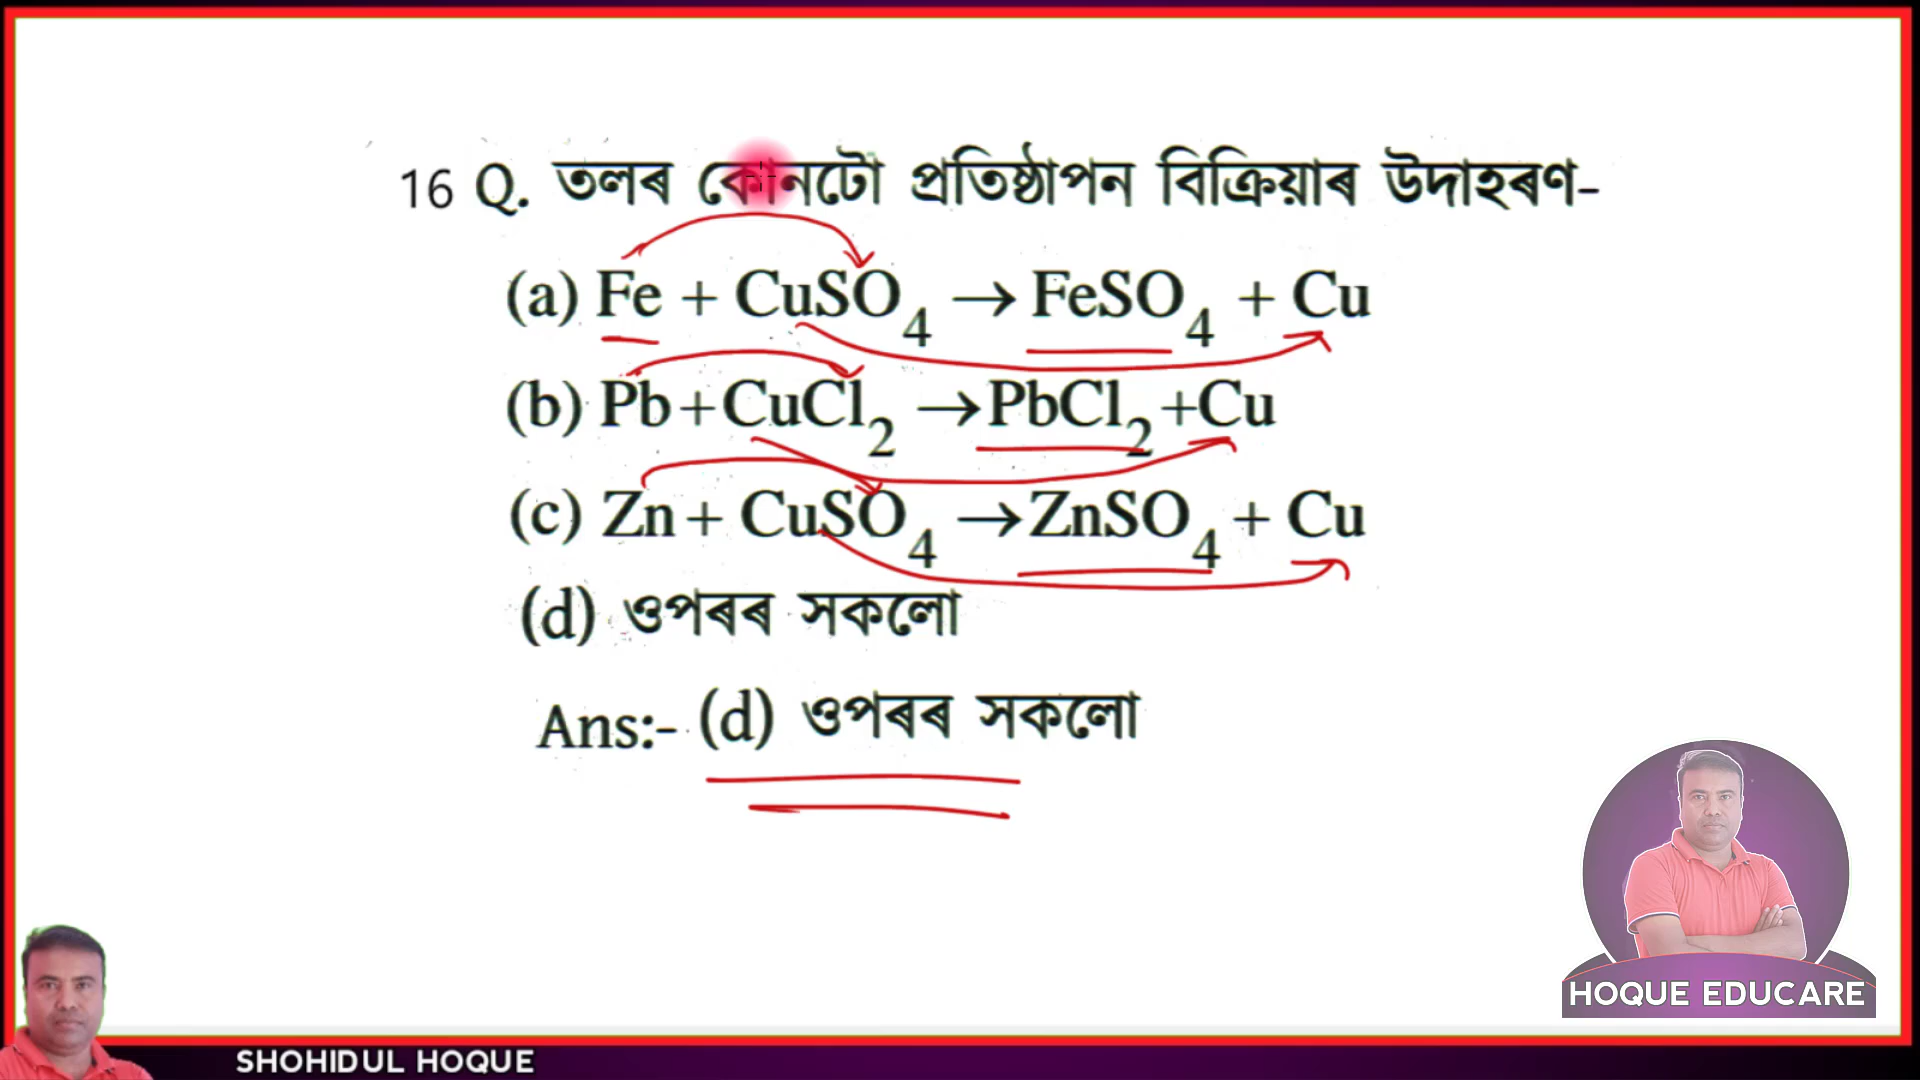 16 Q. তলৰ কোনটো প্ৰতিষ্ঠাপন বিক্ৰিয়াৰ উদাহৰণ-
(a) Fe + CuSO₄ → FeSO₄ + Cu
(b) Pb+CuCl₂ →PbCl₂+Cu
(c) Zn+ CuSO₄ →ZnSO₄ + Cu
(d) ওপৰৰ সকলো
Ans:- (d) ওপৰৰ সকলো
HOQUE EDUCARE
SHOHIDUL HOQUE